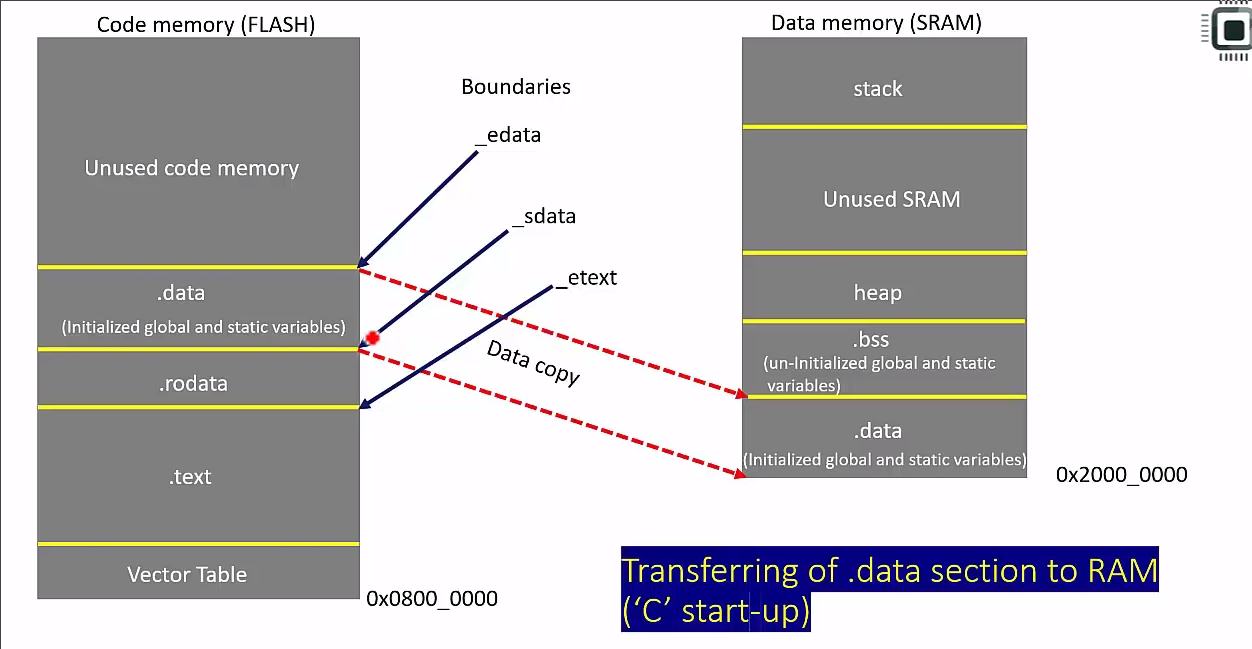 Code memory (FLASH)
Unused code memory
.data
(Initialized global and static variables)
.rodata
.text
Vector Table
0x0800_0000
Boundaries
_edata
_sdata
_etext
Data copy
Data memory (SRAM)
stack
Unused SRAM
heap
.bss
(un-Initialized global and static
variables)
.data
(Initialized global and static variables)
0x2000_0000
Transferring of .data section to RAM
(‘C’ start-up)